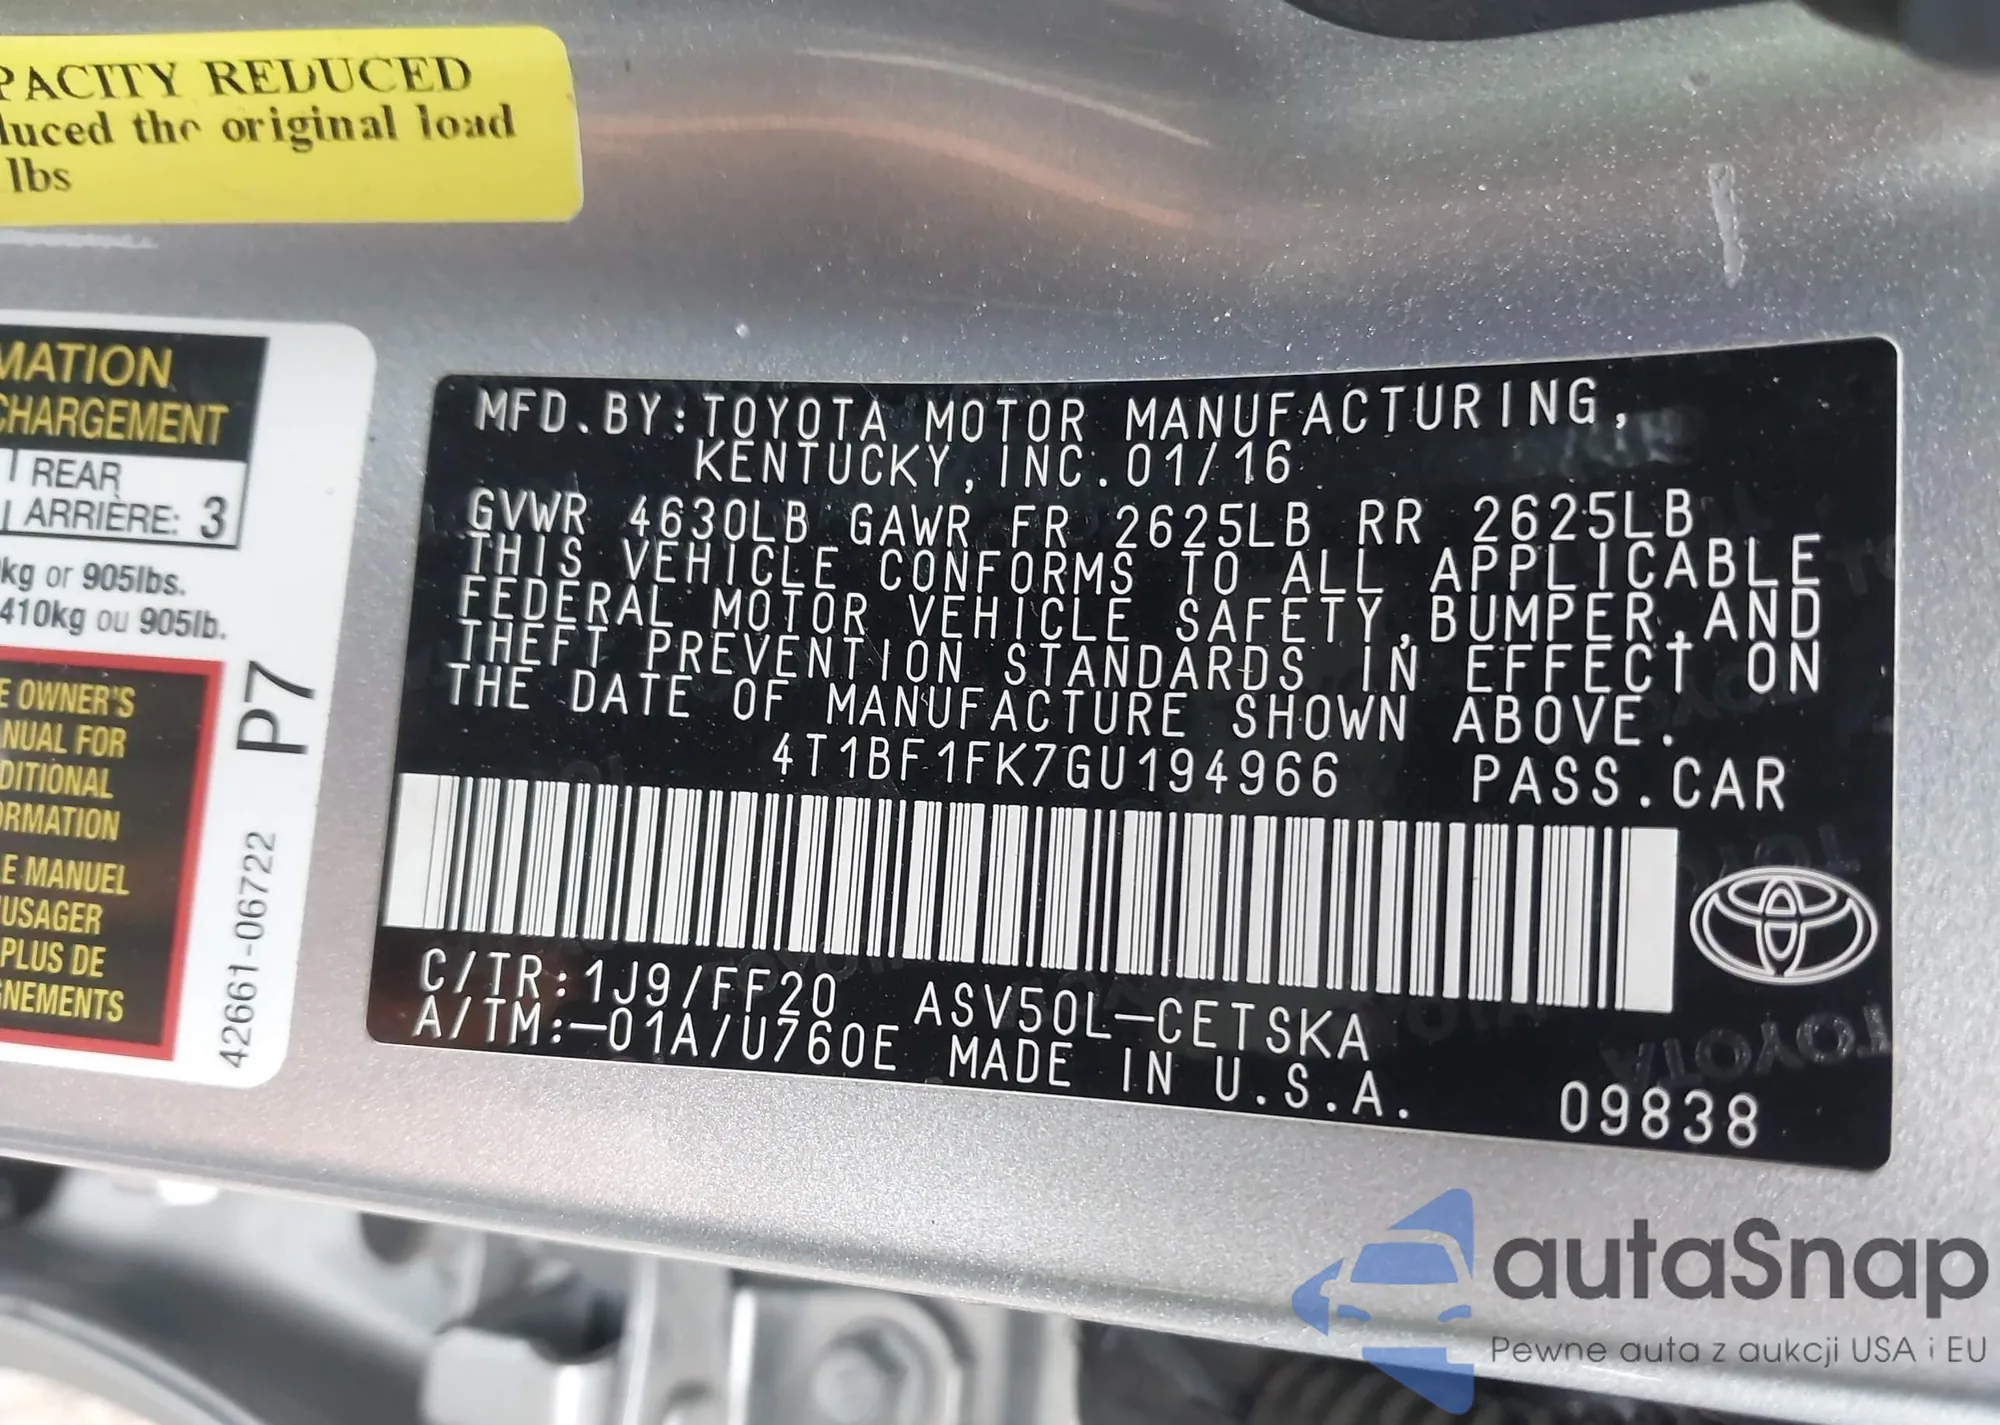 PACITY REDUCED
duced the original load
lbs
MATION
CHARGEMENT
REAR
ARRIÈRE: 3
kg or 905lbs.
410kg ou 905lb.
E OWNER'S
NUAL FOR
DITIONAL
ORMATION
E MANUEL
USAGER
PLUS DE
GNEMENTS
P7
42661-06722
MFD.BY:TOYOTA MOTOR MANUFACTURING,
KENTUCKY, INC. 01/16
GVWR 4630LB GAWR FR 2625LB RR 2625LB
THIS VEHICLE CONFORMS TO ALL APPLICABLE
FEDERAL MOTOR VEHICLE SAFETY,BUMPER,AND
THEFT PREVENTION STANDARDS IN EFFECT ON
THE DATE OF MANUFACTURE SHOWN ABOVE.
4T1BF1FK7GU194966 PASS.CAR
C/TR:1J9/FF20 ASV50L-CETSKA
A/TM:-01A/U760E MADE IN U.S.A.
09838
TOYOTA
autaSnap
Pewne auta z aukcji USA i EU